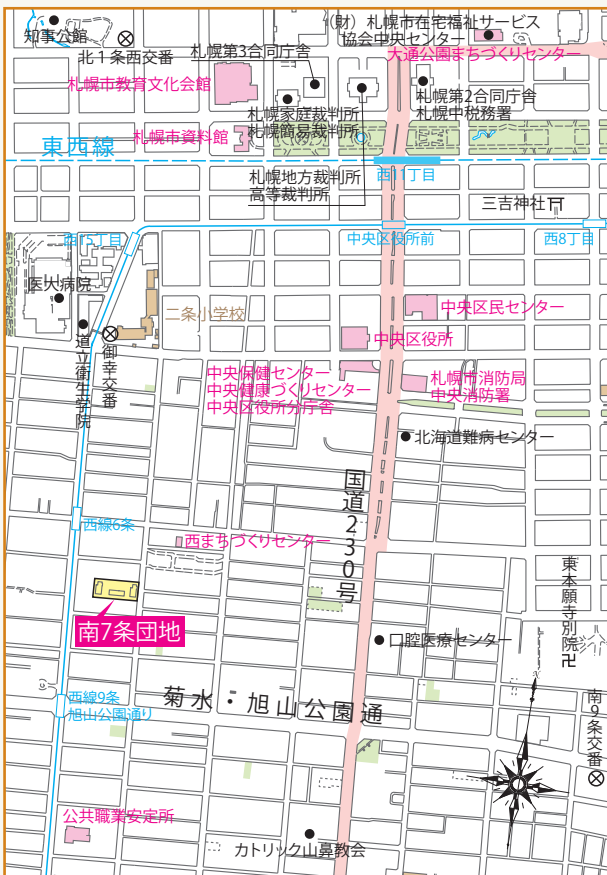 知事公館
北1条西交番
札幌第3合同庁舎
（財）札幌市在宅福祉サービス
協会中央センター
大通公園まちづくりセンター
札幌市教育文化会館
札幌第2合同庁舎
札幌中税務署
札幌家庭裁判所
札幌簡易裁判所
札幌市資料館
東西線
西11丁目
札幌地方裁判所
高等裁判所
三吉神社
西15丁目
中央区役所前
西8丁目
医大病院
二条小学校
中央区民センター
中央区役所
道立衛生学院
御幸交番
中央保健センター
中央健康づくりセンター
中央区役所分庁舎
札幌市消防局
中央消防署
北海道難病センター
国道230号
西線6条
西まちづくりセンター
東本願寺別院
南7条団地
口腔医療センター
西線9条
旭山公園通り
菊水・旭山公園通
南9条交番
公共職業安定所
カトリック山鼻教会